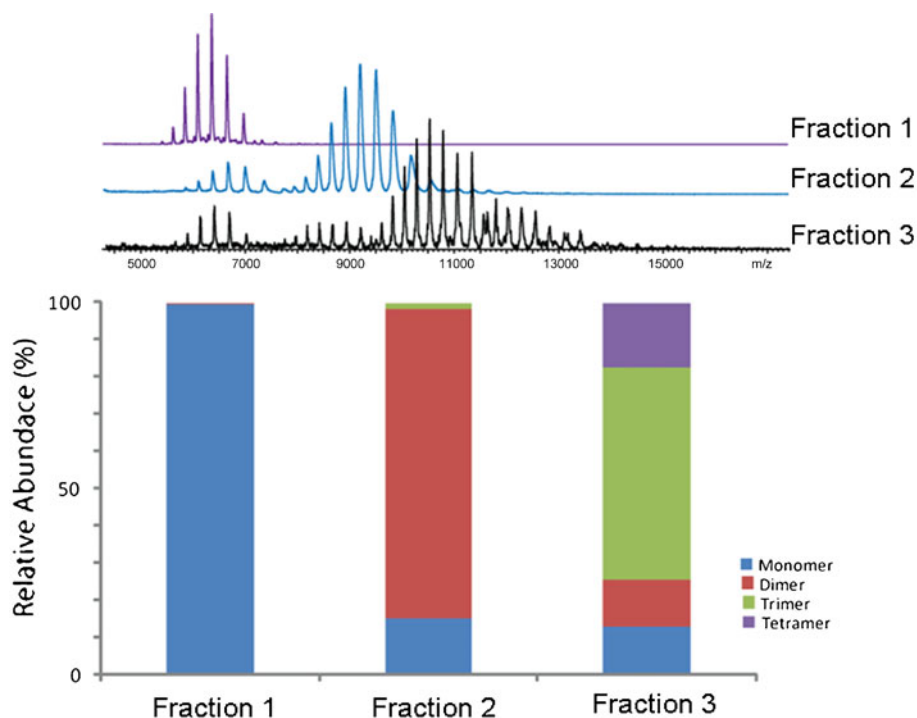 Fraction 1
Fraction 2
Fraction 3
5000 7000 9000 11000 13000 15000 m/z
Relative Abundace (%)
100
50
0
Monomer
Dimer
Trimer
Tetramer
Fraction 1 Fraction 2 Fraction 3